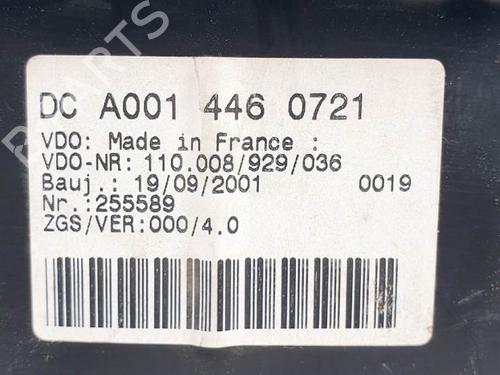 DC A001 446 0721
VDO: Made in France :
VDO-NR: 110.008/929/036
Bauj.: 19/09/2001 0019
Nr.:255589
ZGS/VER:000/4.0
PARTS